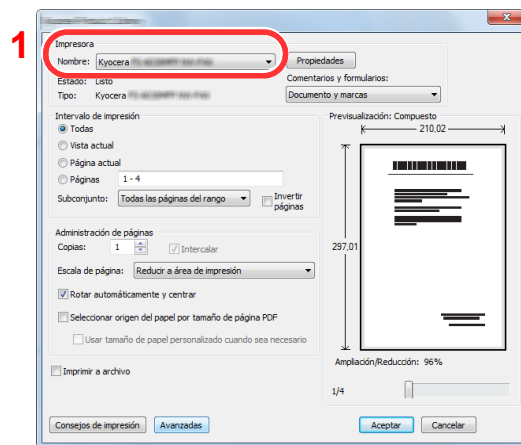 1
Impresora
Nombre: Kyocera
Propiedades
Estado: Listo
Comentarios y formularios:
Tipo: Kyocera
Documento y marcas
Intervalo de impresión
Previsualización: Compuesto
Todas
210,02
Vista actual
Página actual
Páginas 1 - 4
Subconjunto: Todas las páginas del rango
Invertir
páginas
Administración de páginas
Copias: 1 Intercalar
297,01
Escala de página: Reducir a área de impresión
Rotar automáticamente y centrar
Seleccionar origen del papel por tamaño de página PDF
Usar tamaño de papel personalizado cuando sea necesario
Ampliación/Reducción: 96%
Imprimir a archivo
1/4
Consejos de impresión
Avanzadas
Aceptar
Cancelar